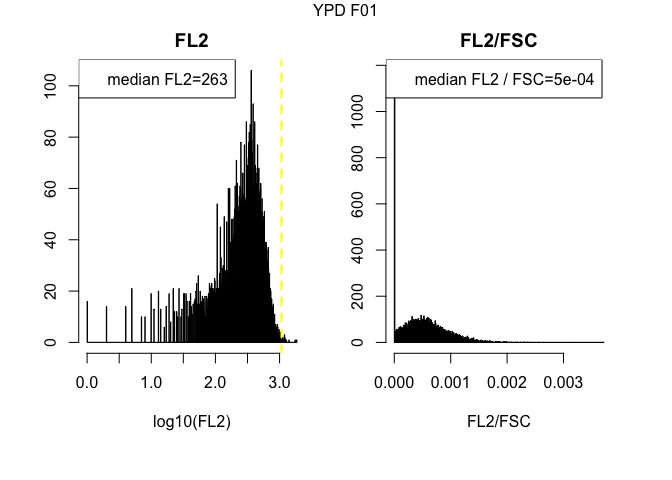 YPD F01
FL2
median FL2=263
0 20 40 60 80 100
0.0 1.0 2.0 3.0
log10(FL2)
FL2/FSC
median FL2 / FSC=5e-04
0 200 400 600 800 1000
0.000 0.001 0.002 0.003
FL2/FSC